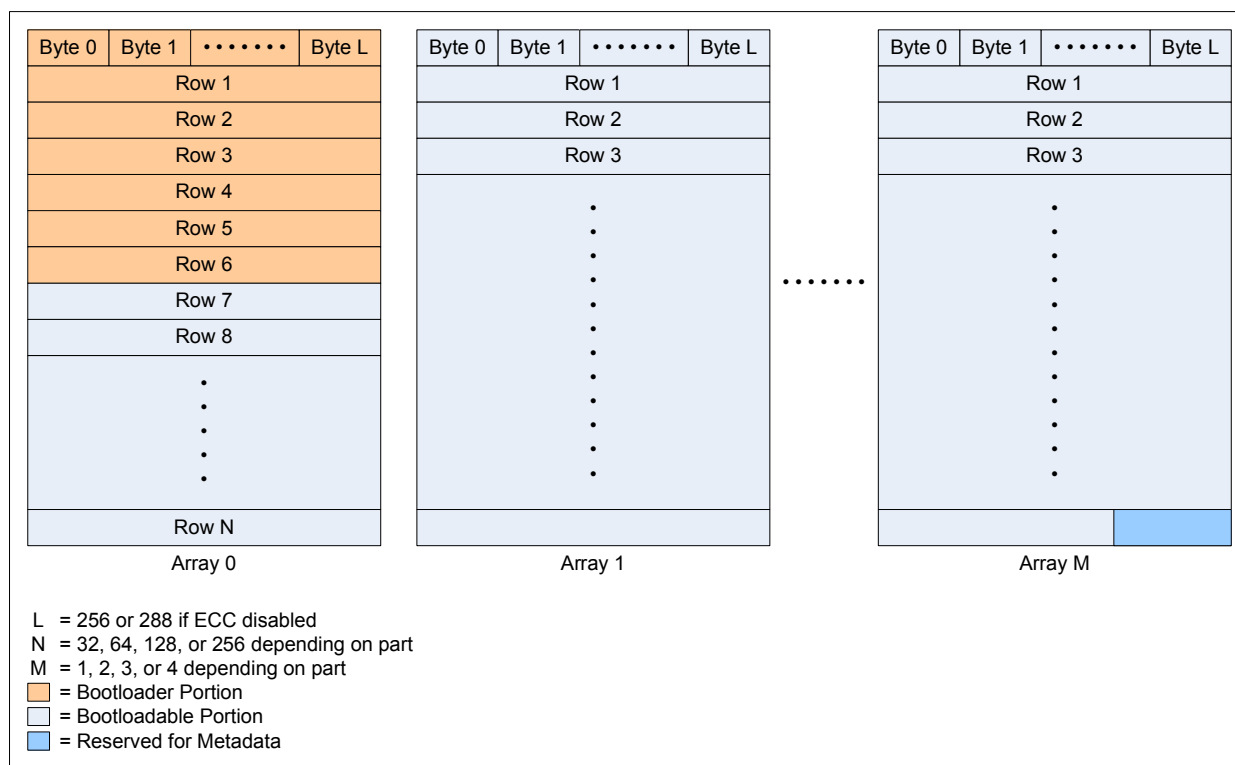 Byte 0 Byte 1 ••••••• Byte L
Row 1
Row 2
Row 3
Row 4
Row 5
Row 6
Row 7
Row 8
Row N
Array 0
Byte 0 Byte 1 ••••••• Byte L
Row 1
Row 2
Row 3
Array 1
•••••••
Byte 0 Byte 1 ••••••• Byte L
Row 1
Row 2
Row 3
Array M
L = 256 or 288 if ECC disabled
N = 32, 64, 128, or 256 depending on part
M = 1, 2, 3, or 4 depending on part
= Bootloader Portion
= Bootloadable Portion
= Reserved for Metadata